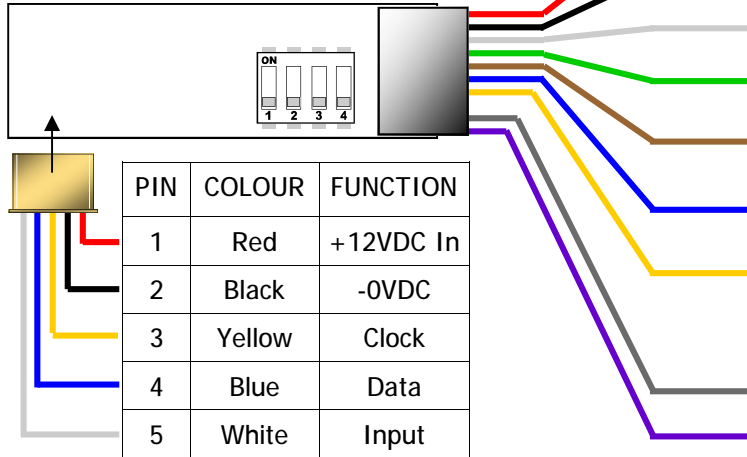 ON
1 2 3 4
PIN COLOUR FUNCTION
1 Red +12VDC In
2 Black -0VDC
3 Yellow Clock
4 Blue Data
5 White Input